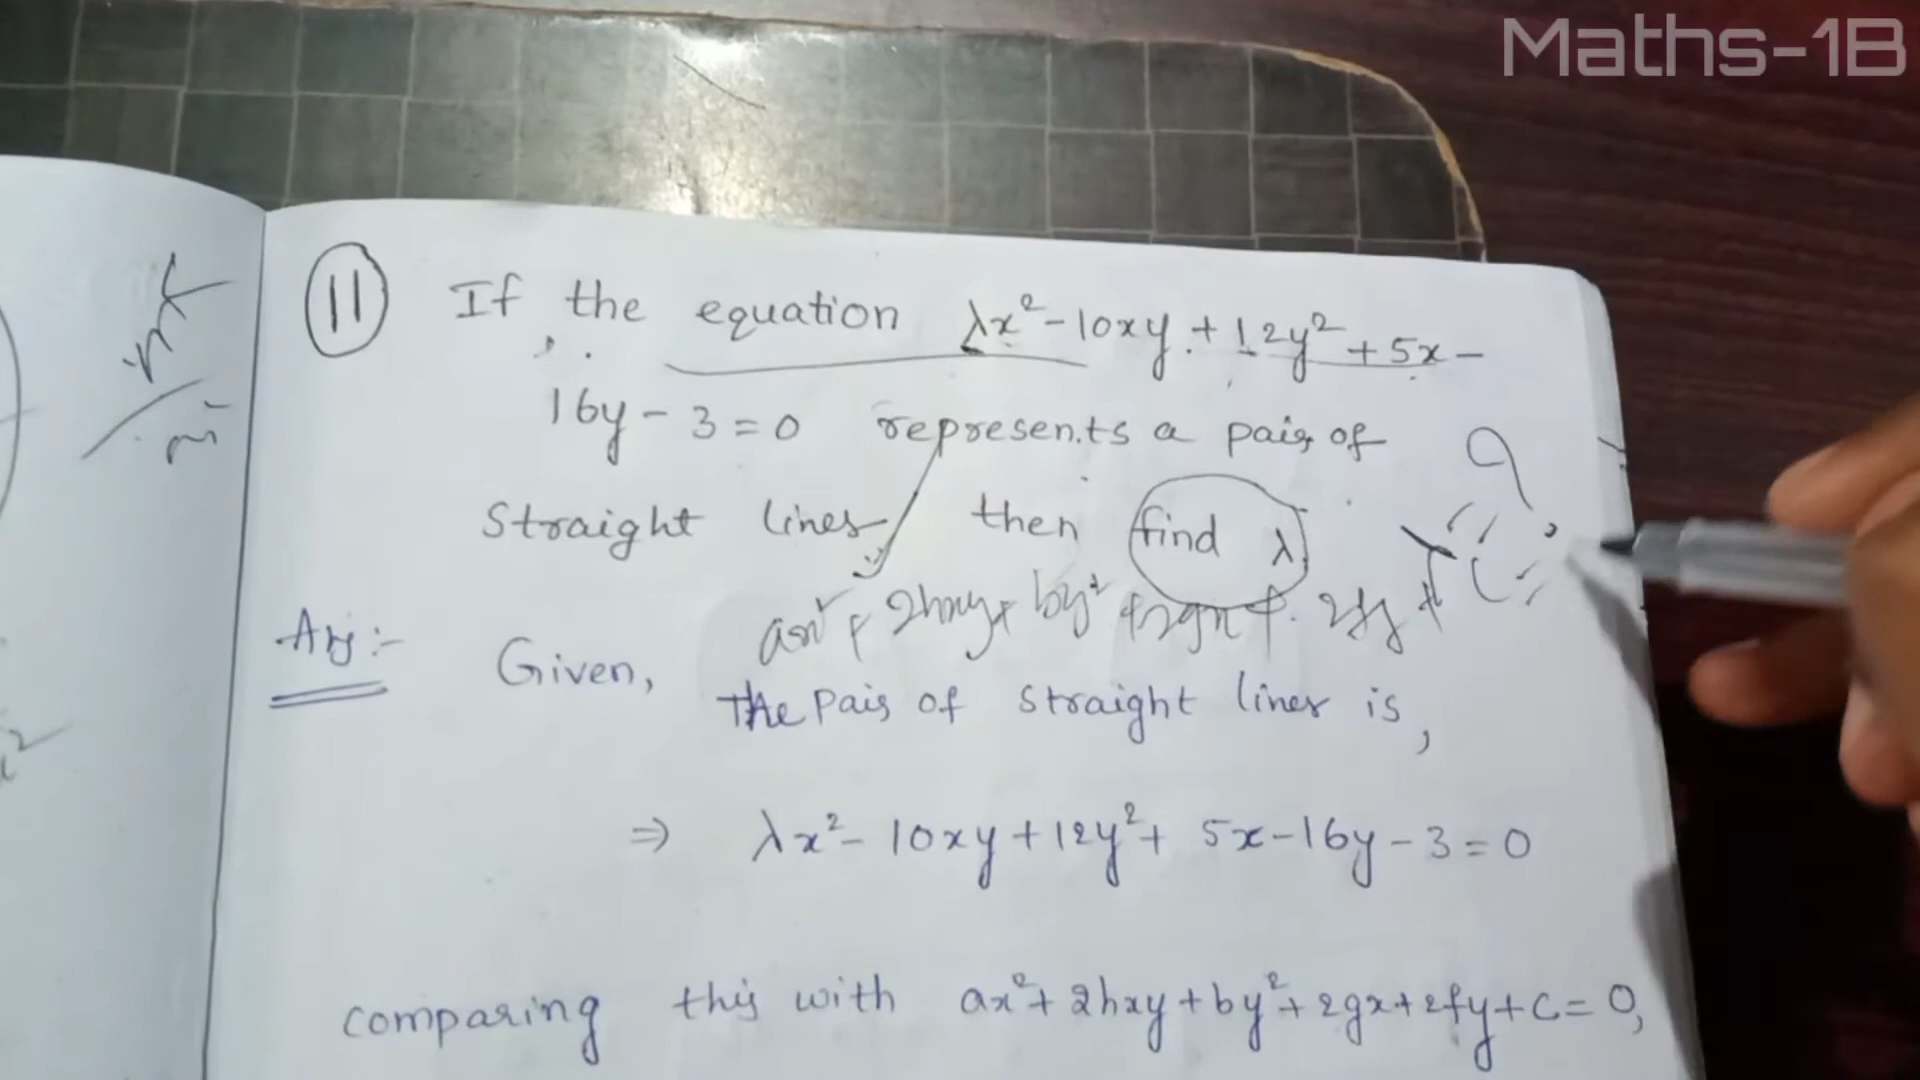 Maths-1B
11 If the equation λx²-10xy+12y²+5x-
16y-3=0 represents a pair of
straight lines then find λ.
ax²+2hxy+by²+2gx+2fy+c=
Ans:- Given, the pair of straight lines is,
⇒ λx²-10xy+12y²+5x-16y-3=0
comparing this with ax²+2hxy+by²+2gx+2fy+c=0,